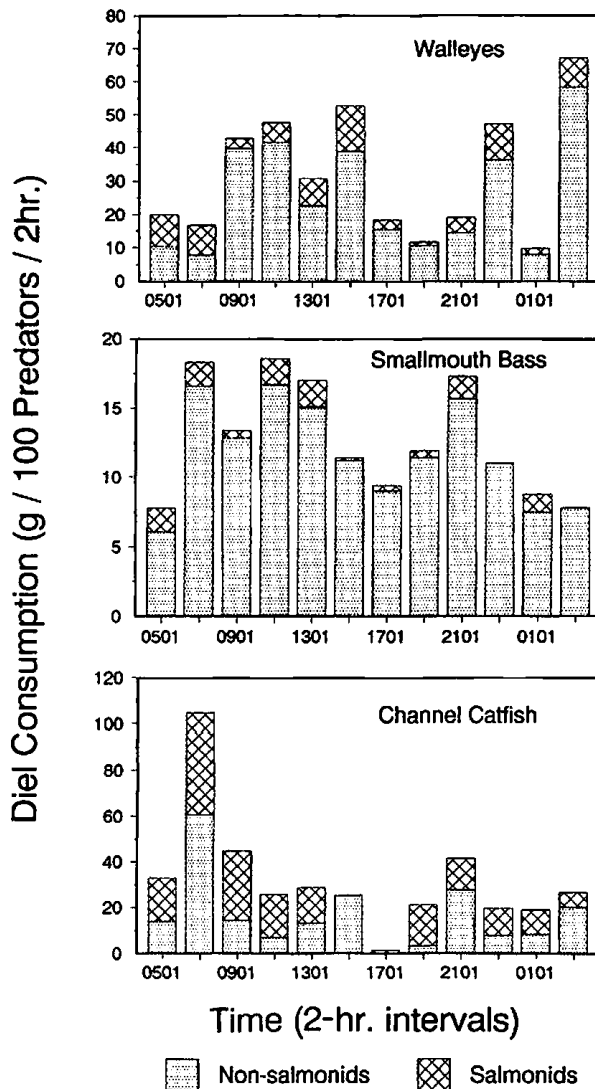 Diel Consumption (g / 100 Predators / 2hr.)
80
Walleyes
70
60
50
40
30
20
10
0
0501 0901 1301 1701 2101 0101
20
Smallmouth Bass
15
10
5
0
0501 0901 1301 1701 2101 0101
120
Channel Catfish
100
80
60
40
20
0
0501 0901 1301 1701 2101 0101
Time (2-hr. intervals)
Non-salmonids Salmonids